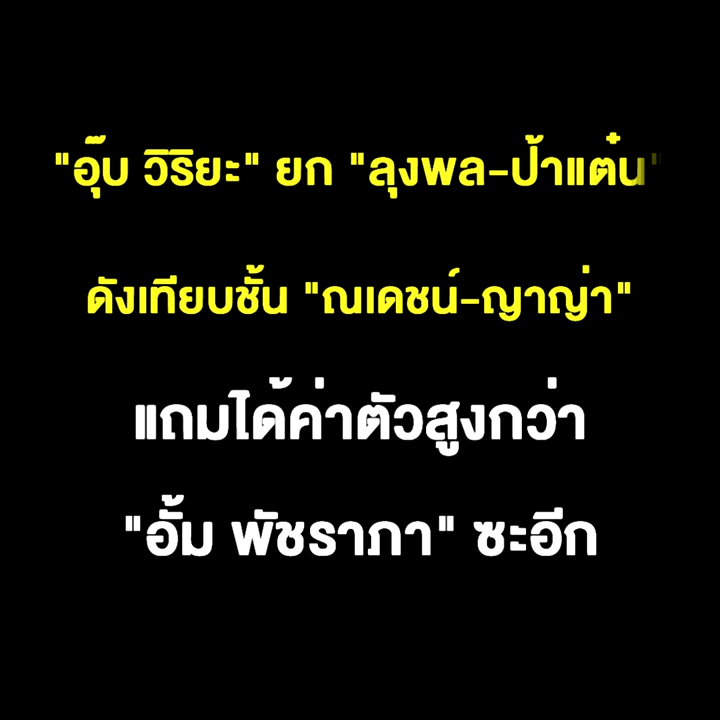 "อุ๊บ วิริยะ" ยก "ลุงพล-ป้าแต๋น"
ดังเทียบชั้น "ณเดชน์-ญาญ่า"
แถมได้ค่าตัวสูงกว่า
"อั้ม พัชราภา" ซะอีก